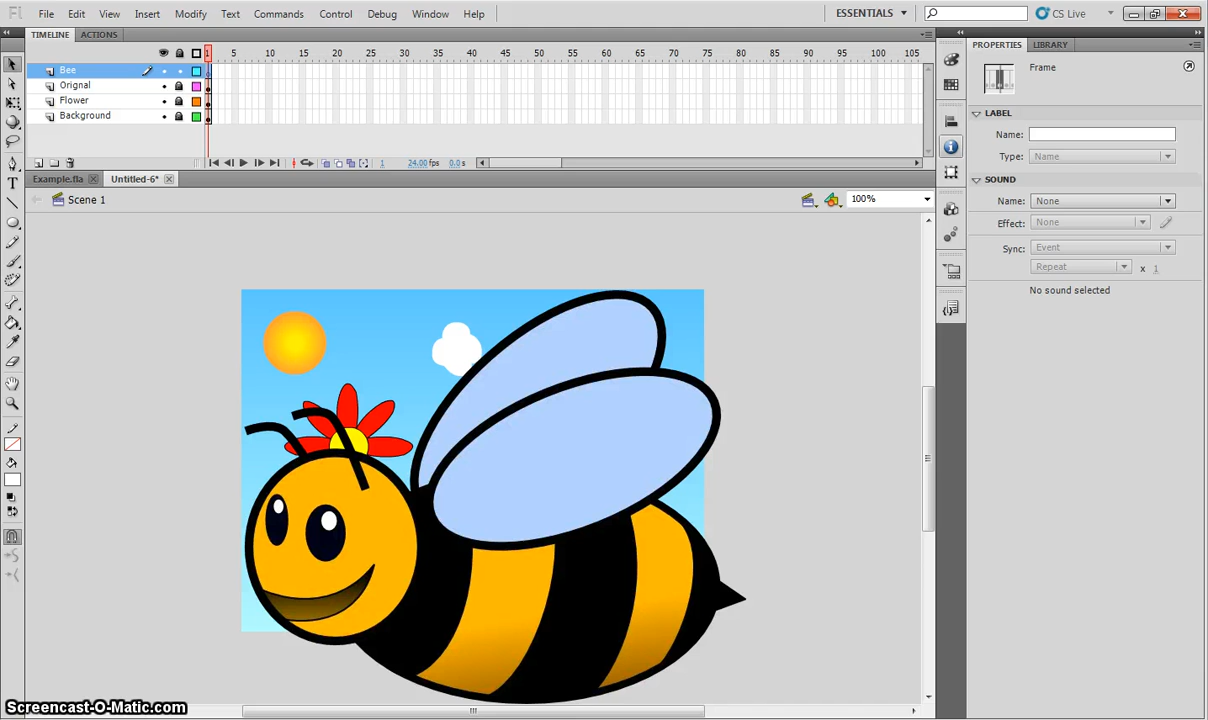 Fl File Edit View Insert Modify Text Commands Control Debug Window Help ESSENTIALS CS Live
TIMELINE ACTIONS
1 5 10 15 20 25 30 35 40 45 50 55 60 65 70 75 80 85 90 95 100 105
Bee
Orignal
Flower
Background
1 24.00 fps 0.0 s
Example.fla Untitled-6*
Scene 1 100%
PROPERTIES LIBRARY
Frame
LABEL
Name:
Type: Name
SOUND
Name: None
Effect: None
Sync: Event
Repeat x 1
No sound selected
Screencast-O-Matic.com